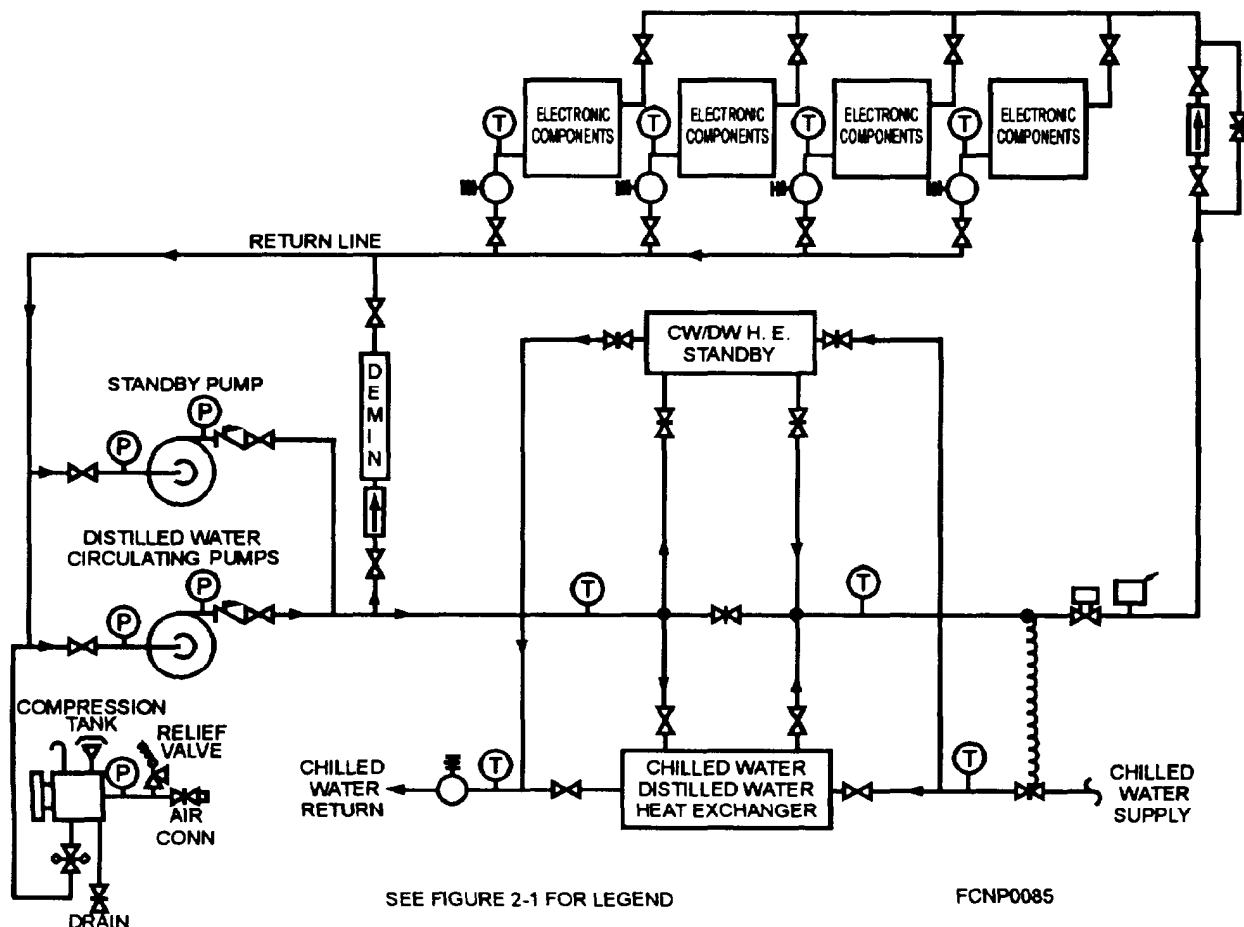 ELECTRONIC
COMPONENTS
ELECTRONIC
COMPONENTS
ELECTRONIC
COMPONENTS
ELECTRONIC
COMPONENTS
T
T
T
T
RETURN LINE
CW/DW H. E.
STANDBY
STANDBY PUMP
P
P
DEMIN
DISTILLED WATER
CIRCULATING PUMPS
P
P
T
T
COMPRESSION
TANK
RELIEF
VALVE
P
AIR
CONN
DRAIN
CHILLED
WATER
RETURN
T
CHILLED WATER
DISTILLED WATER
HEAT EXCHANGER
T
CHILLED
WATER
SUPPLY
SEE FIGURE 2-1 FOR LEGEND
FCNP0085